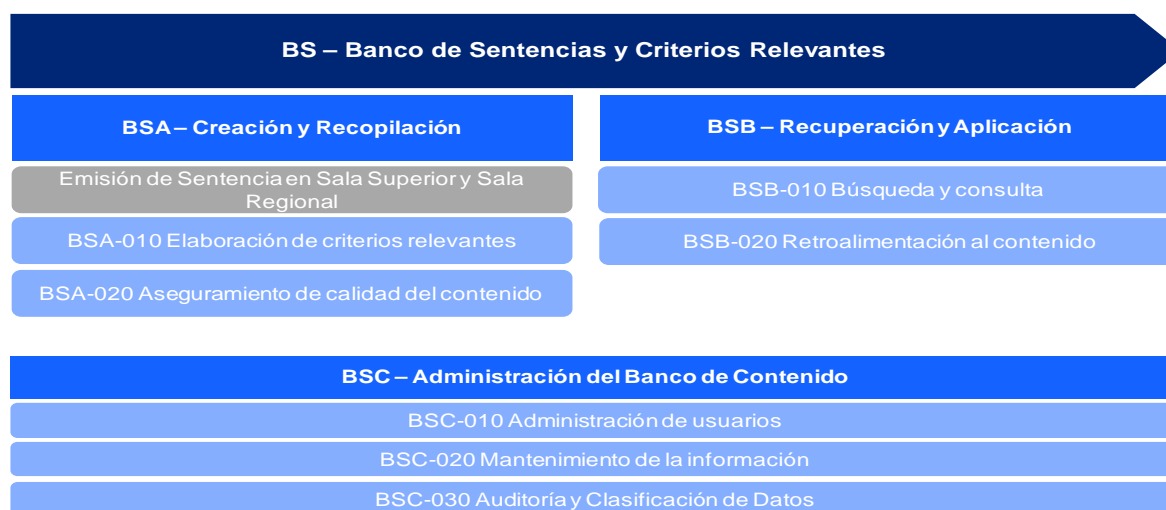 BS – Banco de Sentencias y Criterios Relevantes
BSA – Creación y Recopilación
Emisión de Sentencia en Sala Superior y Sala
Regional
BSA-010 Elaboración de criterios relevantes
BSA-020 Aseguramiento de calidad del contenido
BSB – Recuperación y Aplicación
BSB-010 Búsqueda y consulta
BSB-020 Retroalimentación al contenido
BSC – Administración del Banco de Contenido
BSC-010 Administración de usuarios
BSC-020 Mantenimiento de la información
BSC-030 Auditoría y Clasificación de Datos